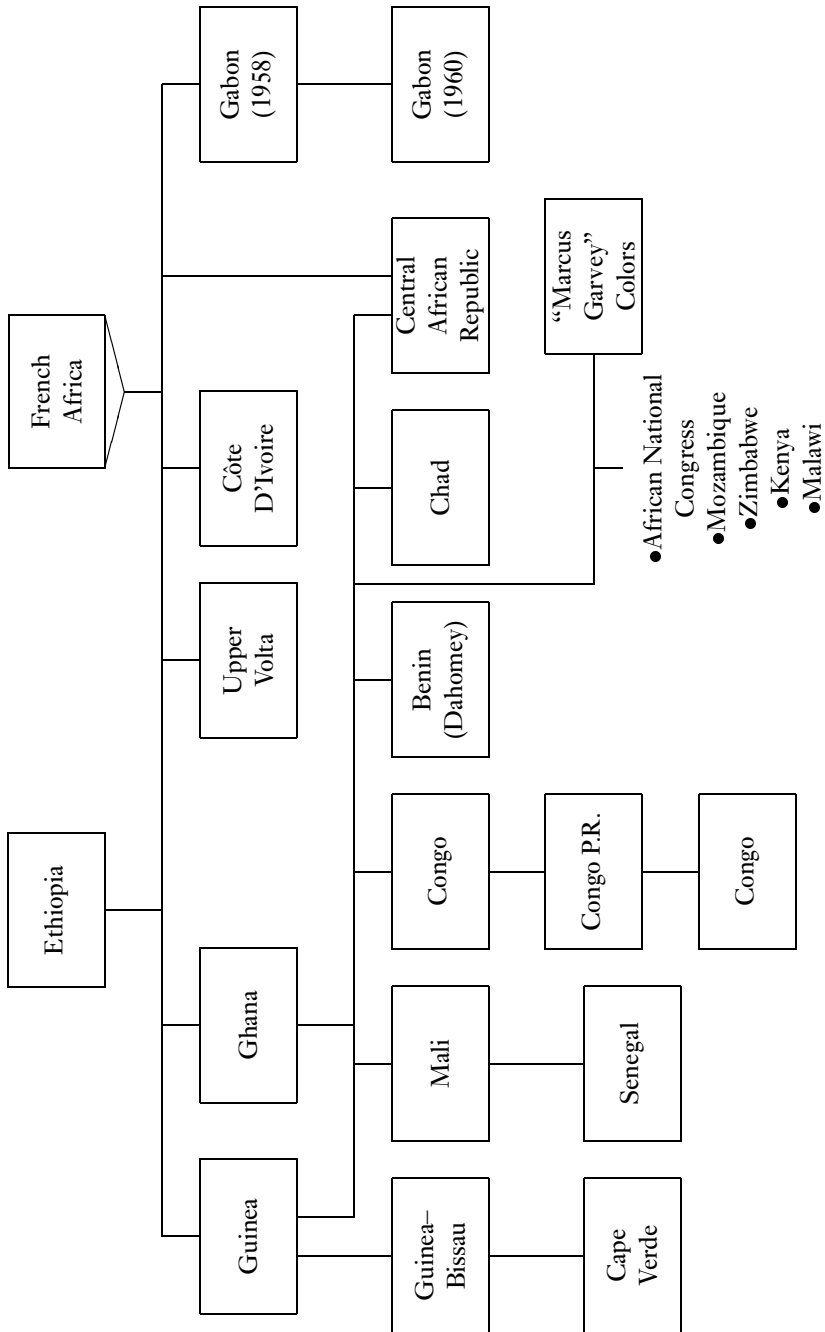 Ethiopia
French
Africa
Guinea
Ghana
Upper
Volta
Côte
D'Ivoire
Gabon
(1958)
Guinea–
Bissau
Mali
Congo
Benin
(Dahomey)
Chad
Central
African
Republic
Gabon
(1960)
Cape
Verde
Senegal
Congo P.R.
“Marcus
Garvey”
Colors
Congo
●African National
Congress
●Mozambique
●Zimbabwe
●Kenya
●Malawi